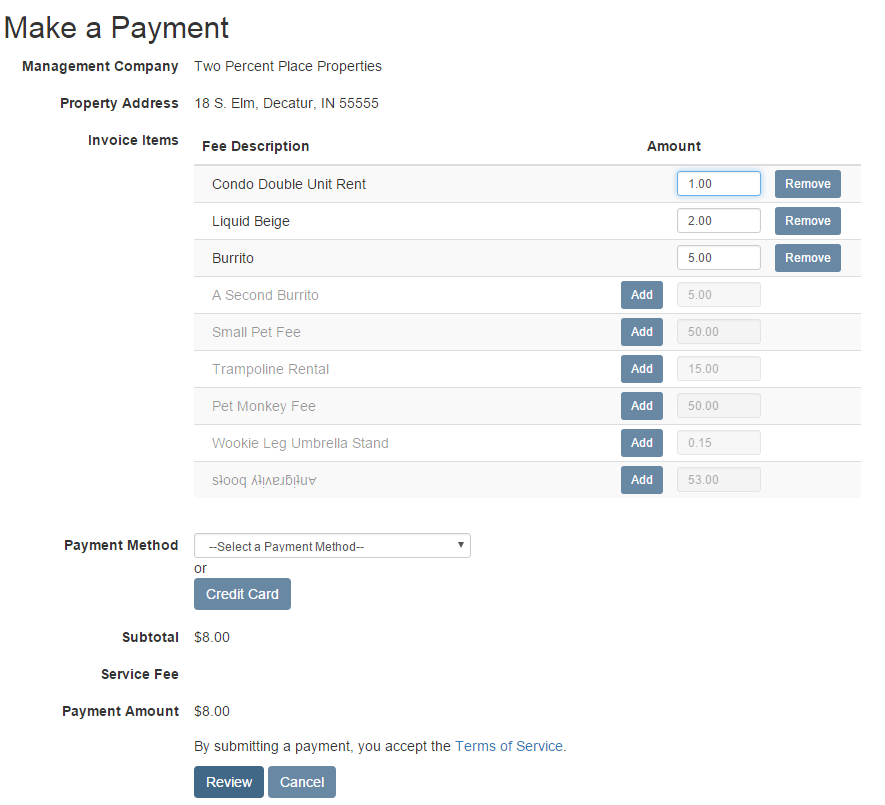 Make a Payment
Management Company Two Percent Place Properties
Property Address 18 S. Elm, Decatur, IN 55555
Invoice Items Fee Description Amount
Condo Double Unit Rent 1.00 Remove
Liquid Beige 2.00 Remove
Burrito 5.00 Remove
A Second Burrito Add 5.00
Small Pet Fee Add 50.00
Trampoline Rental Add 15.00
Pet Monkey Fee Add 50.00
Wookie Leg Umbrella Stand Add 0.15
sʇooq ʎʇıʌɐɹƃıʇu∀ Add 53.00
Payment Method --Select a Payment Method--
or
Credit Card
Subtotal $8.00
Service Fee
Payment Amount $8.00
By submitting a payment, you accept the Terms of Service.
Review Cancel